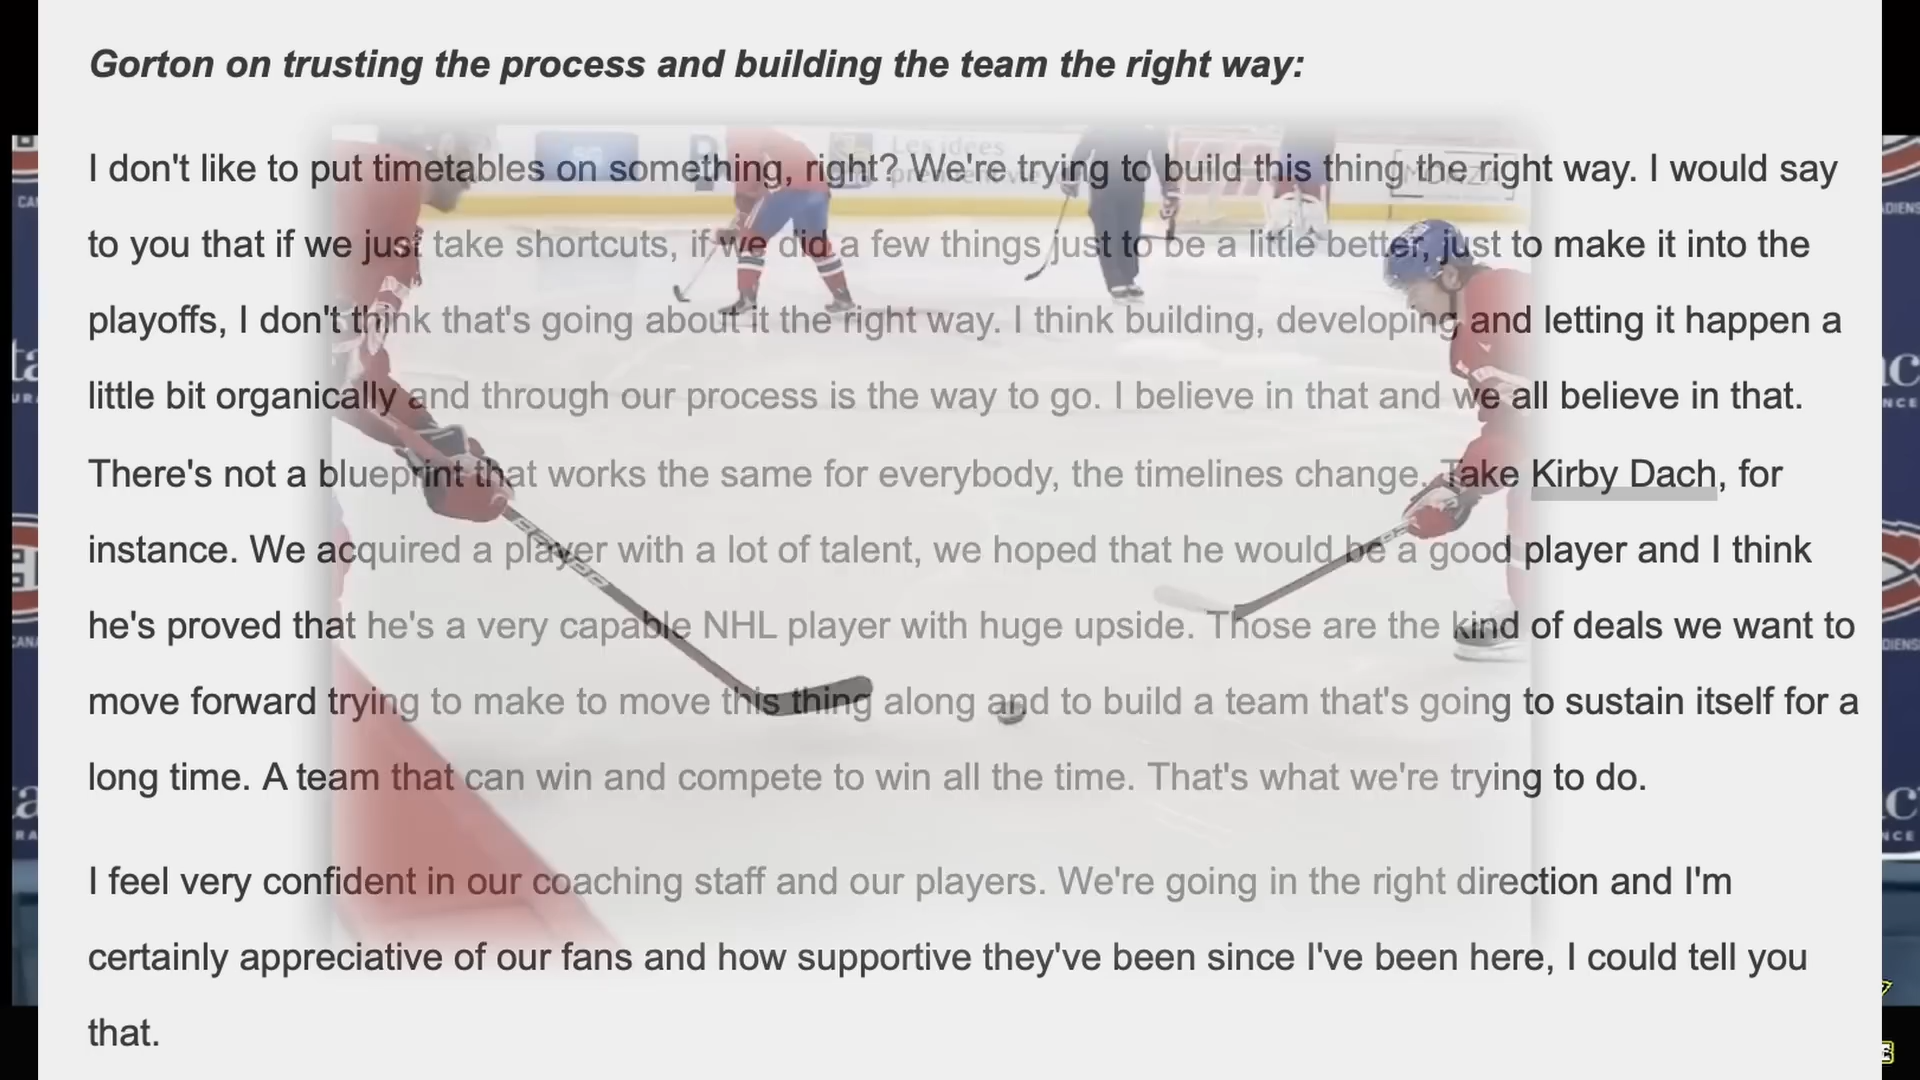 Gorton on trusting the process and building the team the right way:
I don't like to put timetables on something, right? We're trying to build this thing the right way. I would say
to you that if we just take shortcuts, if we did a few things just to be a little better, just to make it into the
playoffs, I don't think that's going about it the right way. I think building, developing and letting it happen a
little bit organically and through our process is the way to go. I believe in that and we all believe in that.
There's not a blueprint that works the same for everybody, the timelines change. Take Kirby Dach, for
instance. We acquired a player with a lot of talent, we hoped that he would be a good player and I think
he's proved that he's a very capable NHL player with huge upside. Those are the kind of deals we want to
move forward trying to make to move this thing along and to build a team that's going to sustain itself for a
long time. A team that can win and compete to win all the time. That's what we're trying to do.
I feel very confident in our coaching staff and our players. We're going in the right direction and I'm
certainly appreciative of our fans and how supportive they've been since I've been here, I could tell you
that.
Les idées